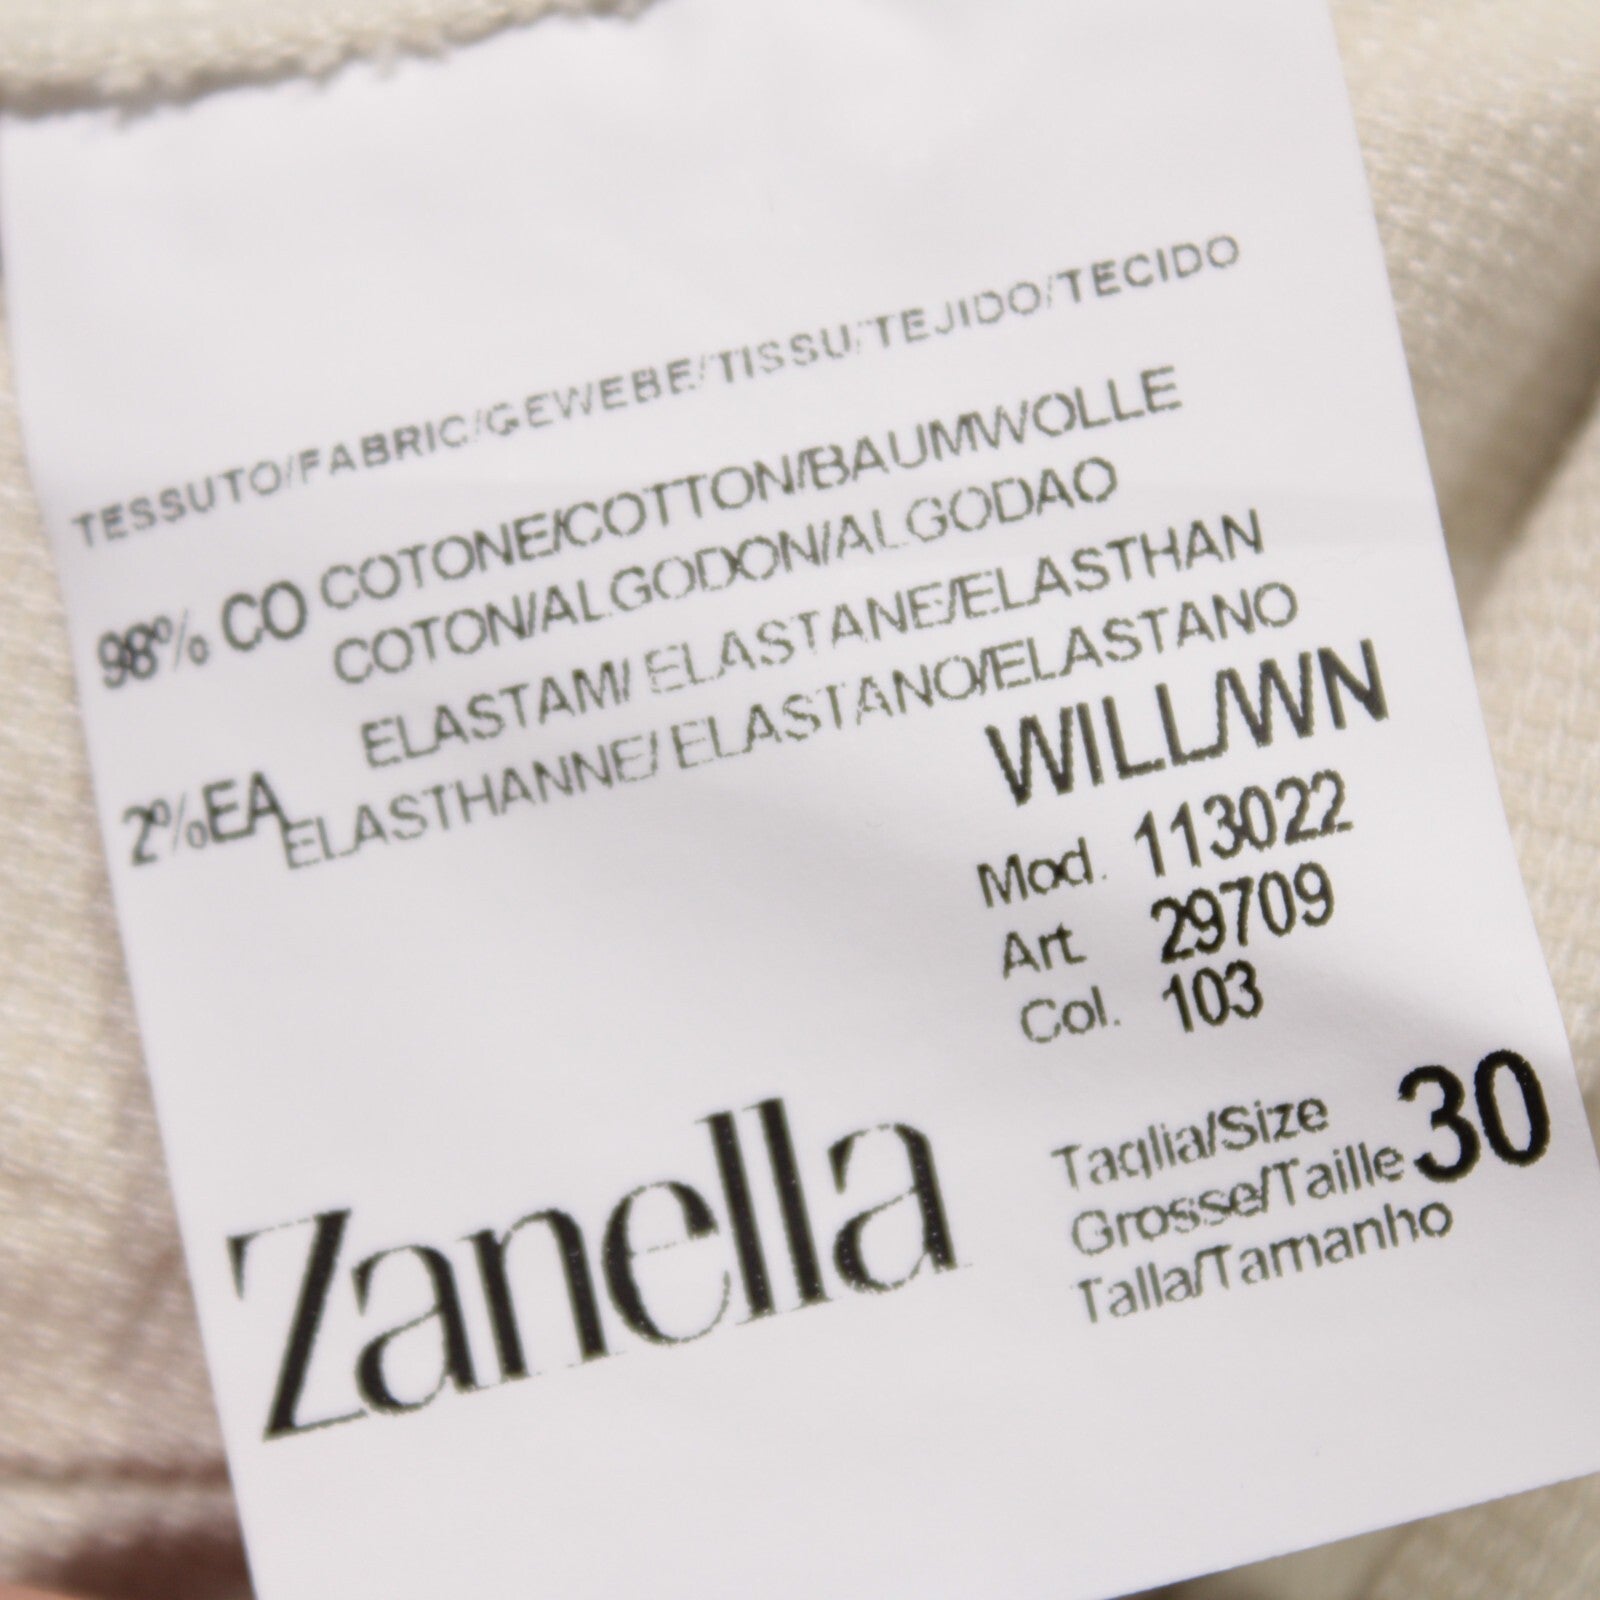 TESSUTO/FABRIC/GEWEBE/TISSU/TEJIDO/TECIDO
98% CO COTONE/COTTON/BAUMWOLLE
COTON/ALGODON/ALGODAO
ELASTAM/ ELASTANE/ELASTHAN
2%EA ELASTHANNE/ ELASTANO/ELASTANO
WILL/WN
Mod. 113022
Art. 29709
Col. 103
Zanella
Taglia/Size 30
Grosse/Taille
Talla/Tamanho